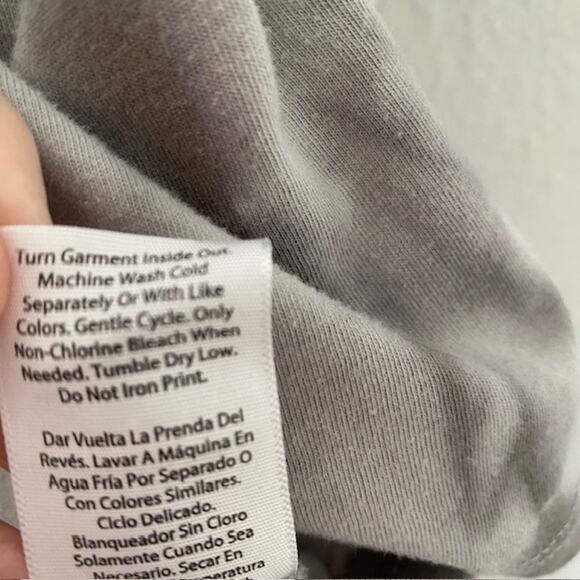 Turn Garment Inside Out.
Machine Wash Cold
Separately Or With Like
Colors. Gentle Cycle. Only
Non-Chlorine Bleach When
Needed. Tumble Dry Low.
Do Not Iron Print.
Dar Vuelta La Prenda Del
Revés. Lavar A Máquina En
Agua Fría Por Separado O
Con Colores Similares.
Ciclo Delicado.
Blanqueador Sin Cloro
Solamente Cuando Sea
Necesario. Secar En